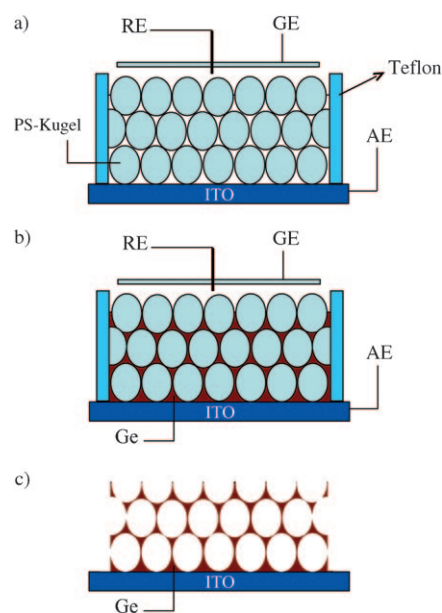 a)
RE
GE
Teflon
PS-Kugel
AE
ITO
b)
RE
GE
AE
ITO
Ge
c)
ITO
Ge